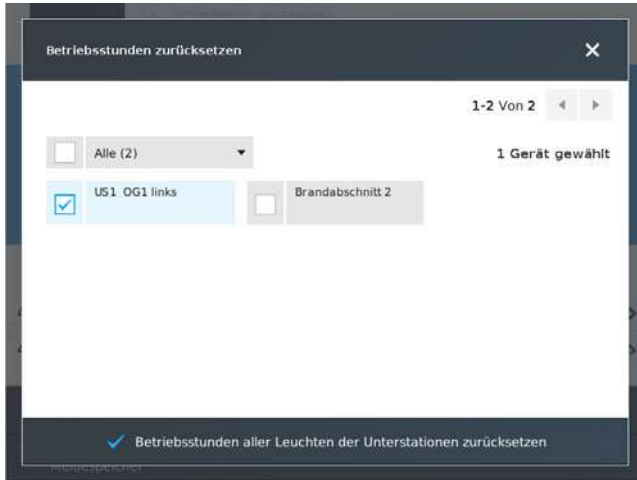 Betriebsstunden zurücksetzen
1-2 Von 2
Alle (2)
1 Gerät gewählt
US1 OG1 links
Brandabschnitt 2
Betriebsstunden aller Leuchten der Unterstationen zurücksetzen